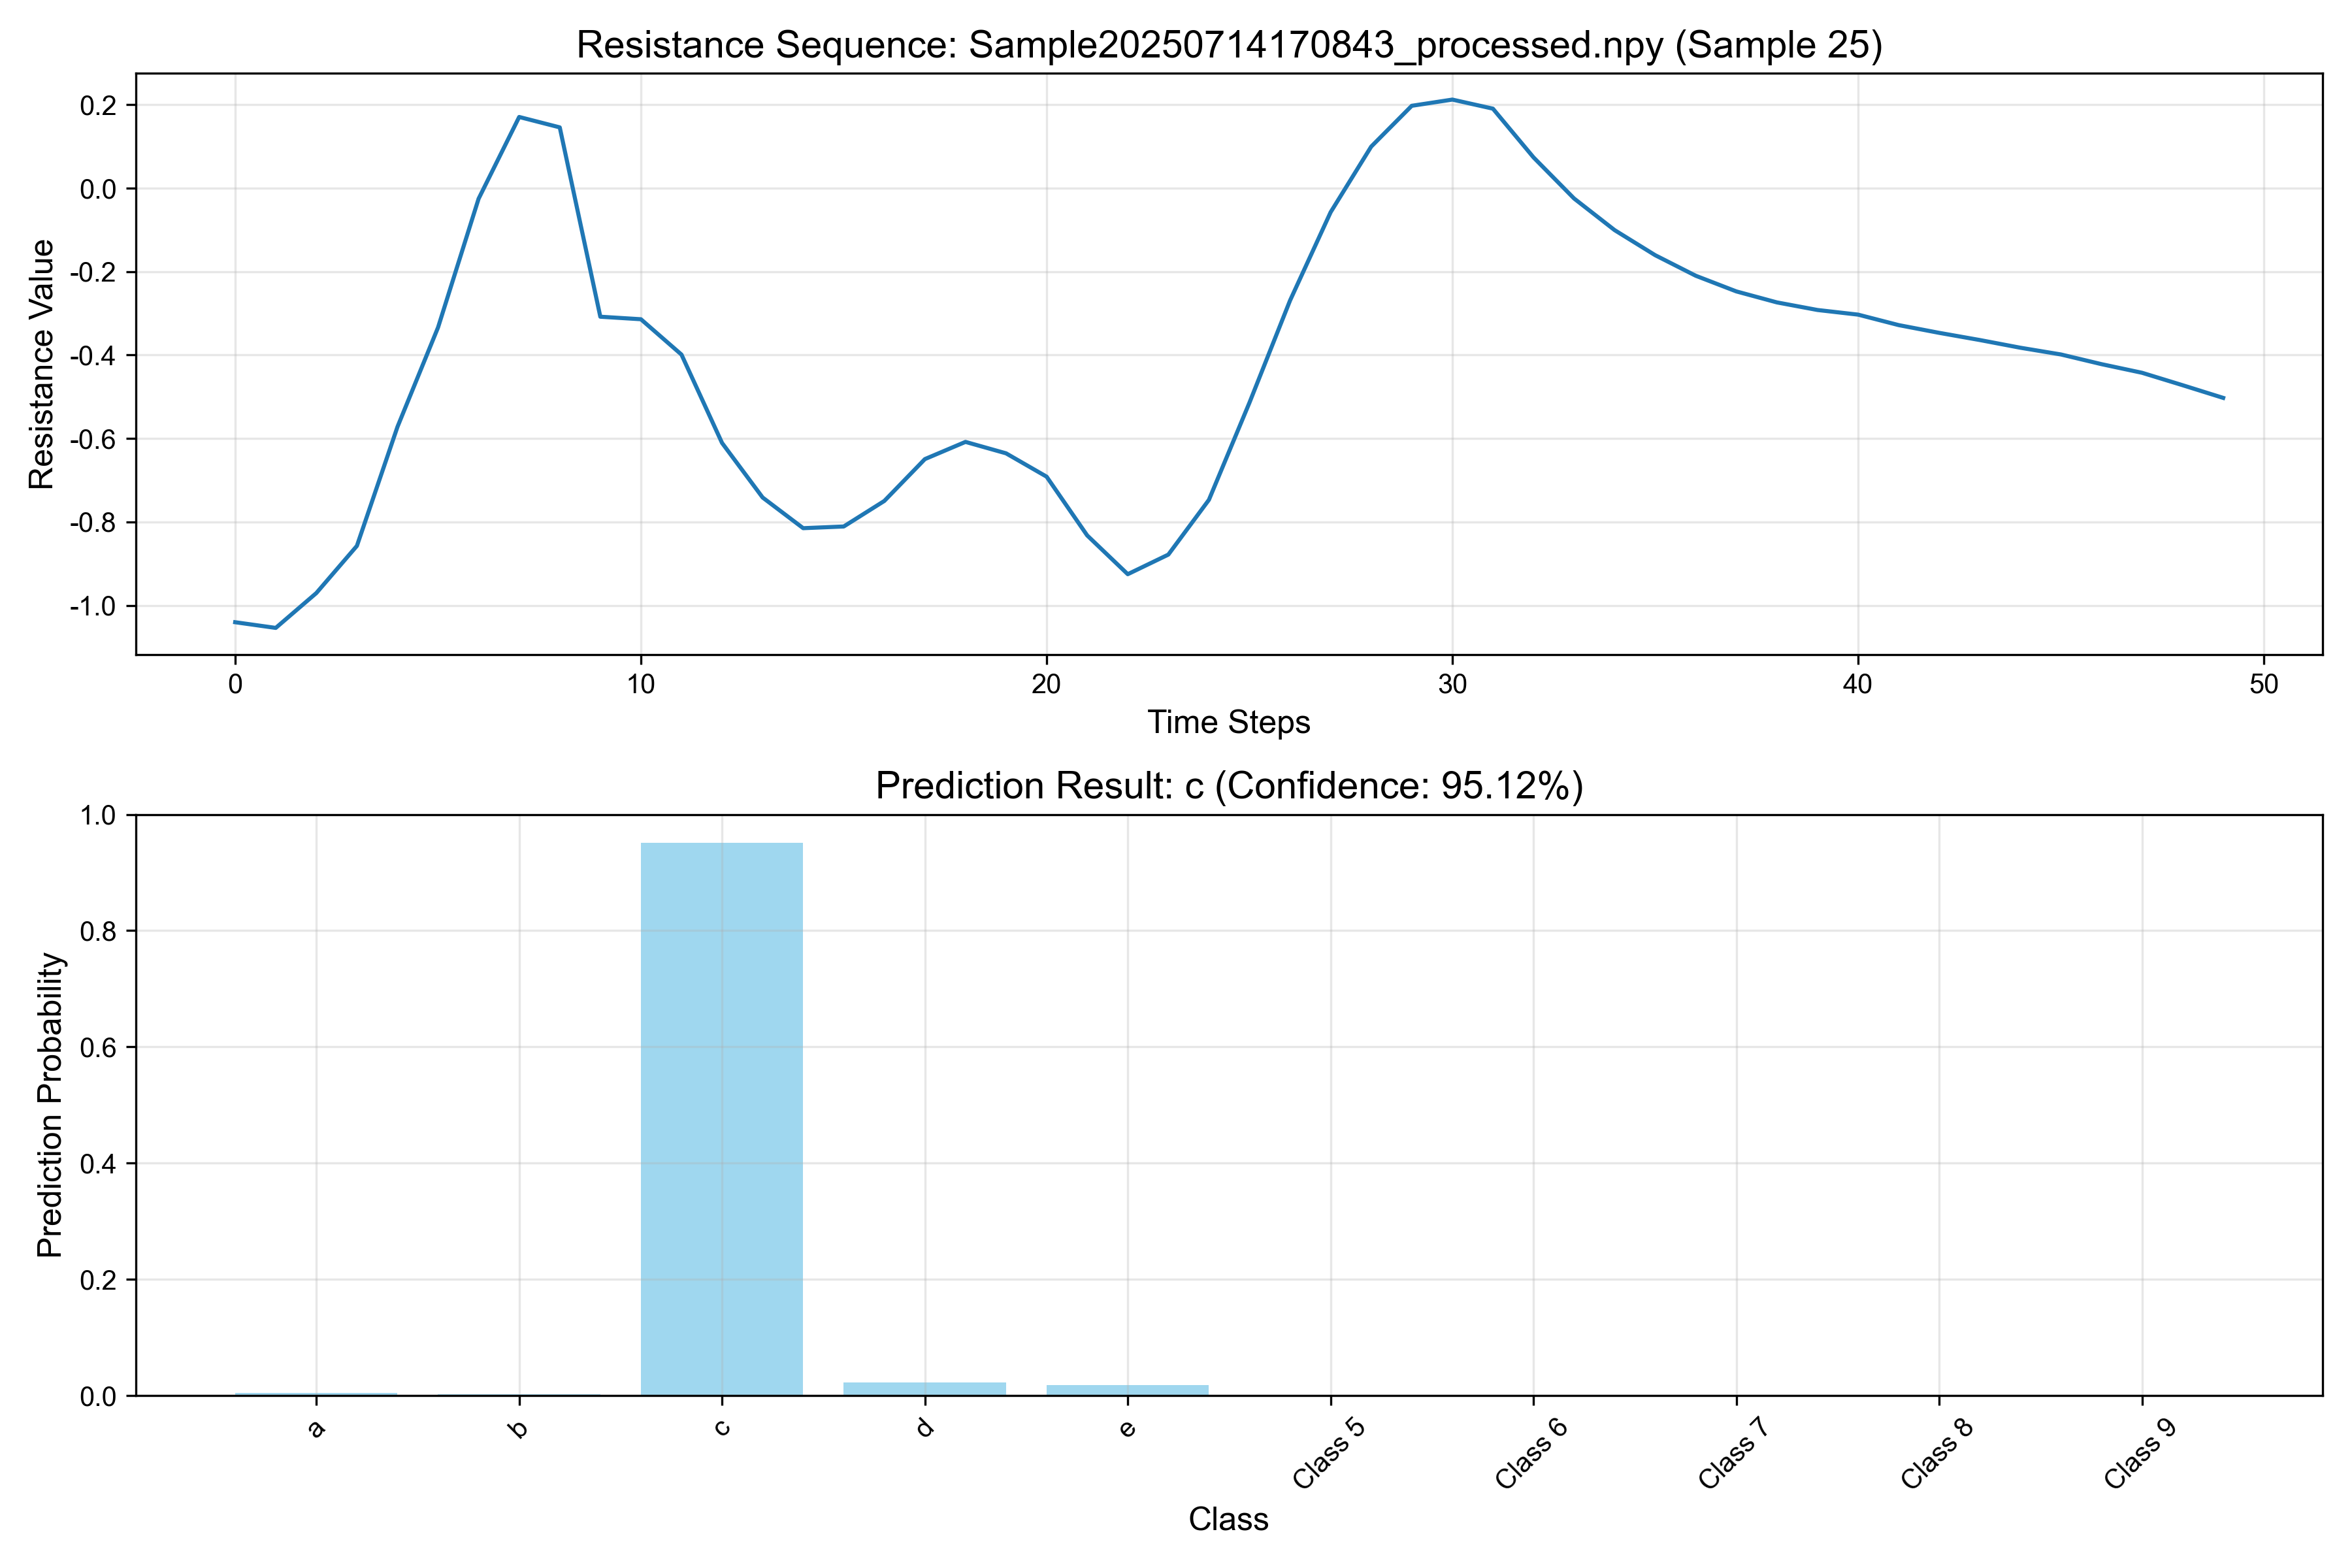 Resistance Sequence: Sample20250714170843_processed.npy (Sample 25)
Resistance Value
0.2
0.0
-0.2
-0.4
-0.6
-0.8
-1.0
0 10 20 30 40 50
Time Steps
Prediction Result: c (Confidence: 95.12%)
Prediction Probability
1.0
0.8
0.6
0.4
0.2
0.0
a b c d e Class 5 Class 6 Class 7 Class 8 Class 9
Class